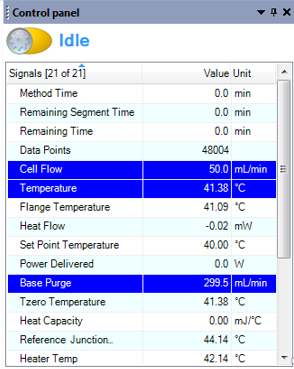 Control panel
Idle
Signals [21 of 21] Value Unit
Method Time 0.0 min
Remaining Segment Time 0.0 min
Remaining Time 0.0 min
Data Points 48004
Cell Flow 50.0 mL/min
Temperature 41.38 °C
Flange Temperature 41.09 °C
Heat Flow -0.02 mW
Set Point Temperature 40.00 °C
Power Delivered 0.0 W
Base Purge 299.5 mL/min
Tzero Temperature 41.38 °C
Heat Capacity 0.00 mJ/°C
Reference Junction.. 44.14 °C
Heater Temp 42.14 °C